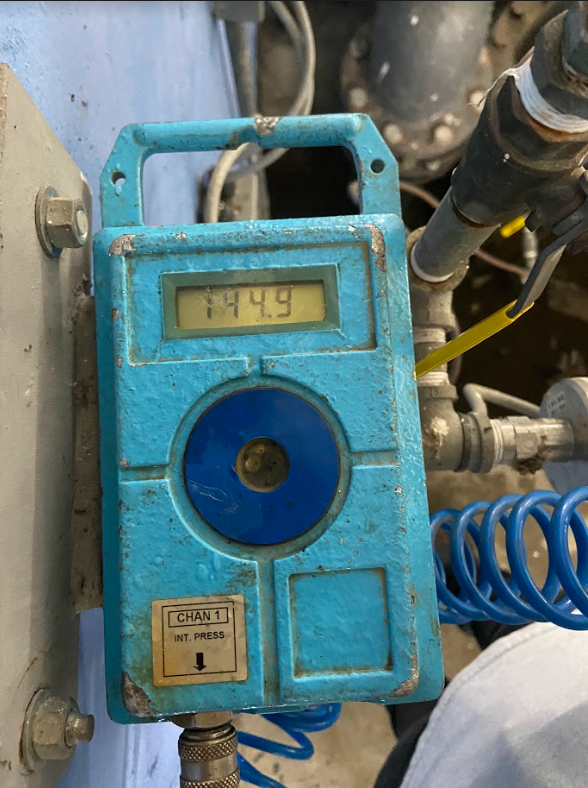 144.9
CHAN 1
INT. PRESS